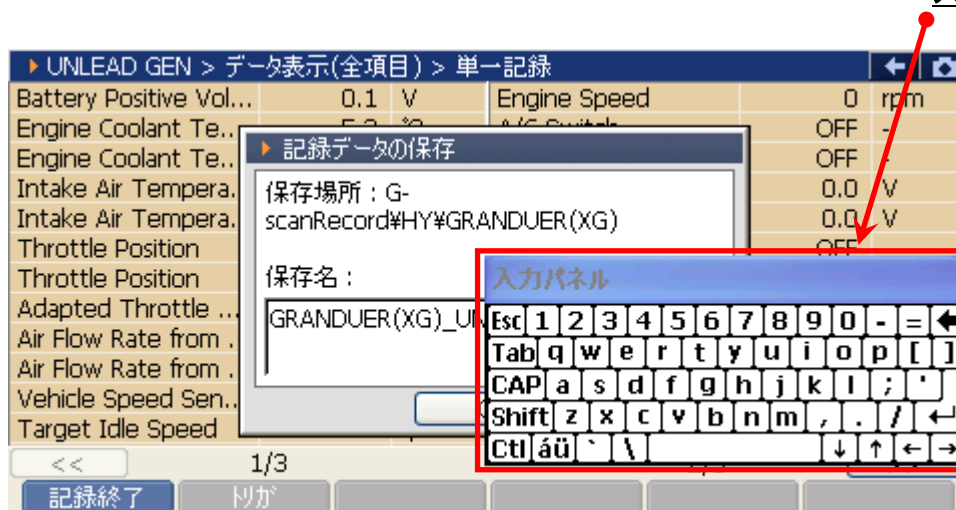 UNLEAD GEN > データ表示(全項目) > 単一記録
Battery Positive Vol... 0.1 V Engine Speed 0 rpm
Engine Coolant Te.. °C A/C Switch OFF -
Engine Coolant Te.. OFF -
Intake Air Tempera. 0.0 V
Intake Air Tempera. 0.0 V
Throttle Position OFF
Throttle Position
Adapted Throttle ...
Air Flow Rate from .
Air Flow Rate from .
Vehicle Speed Sen..
Target Idle Speed
記録データの保存
保存場所：G-
scanRecord¥HY¥GRANDUER(XG)
保存名：
GRANDUER(XG)_UN
入力パネル
Esc 1 2 3 4 5 6 7 8 9 0 - = ←
Tab q w e r t y u i o p [ ]
CAP a s d f g h j k l ; '
Shift z x c v b n m , . / ↵
Ctl áü ` \ ↓ ↑ ← →
<< 1/3
記録終了 トリガ